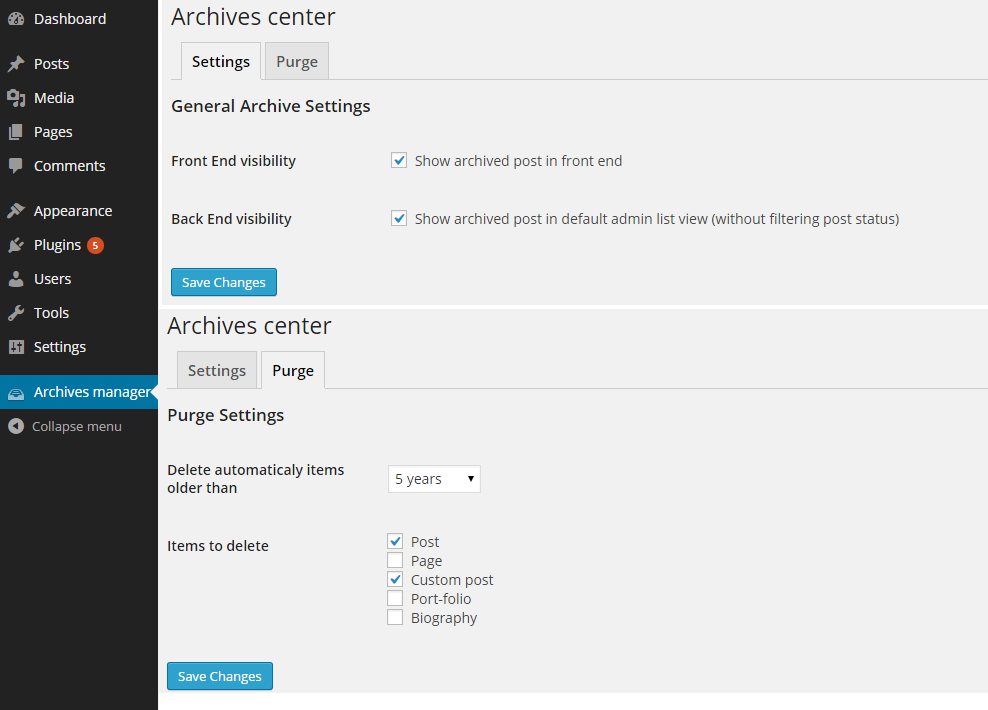 Dashboard
Posts
Media
Pages
Comments
Appearance
Plugins 5
Users
Tools
Settings
Archives manager
Collapse menu
Archives center
Settings Purge
General Archive Settings
Front End visibility Show archived post in front end
Back End visibility Show archived post in default admin list view (without filtering post status)
Save Changes
Archives center
Settings Purge
Purge Settings
Delete automaticaly items
older than 5 years
Items to delete Post
Page
Custom post
Port-folio
Biography
Save Changes